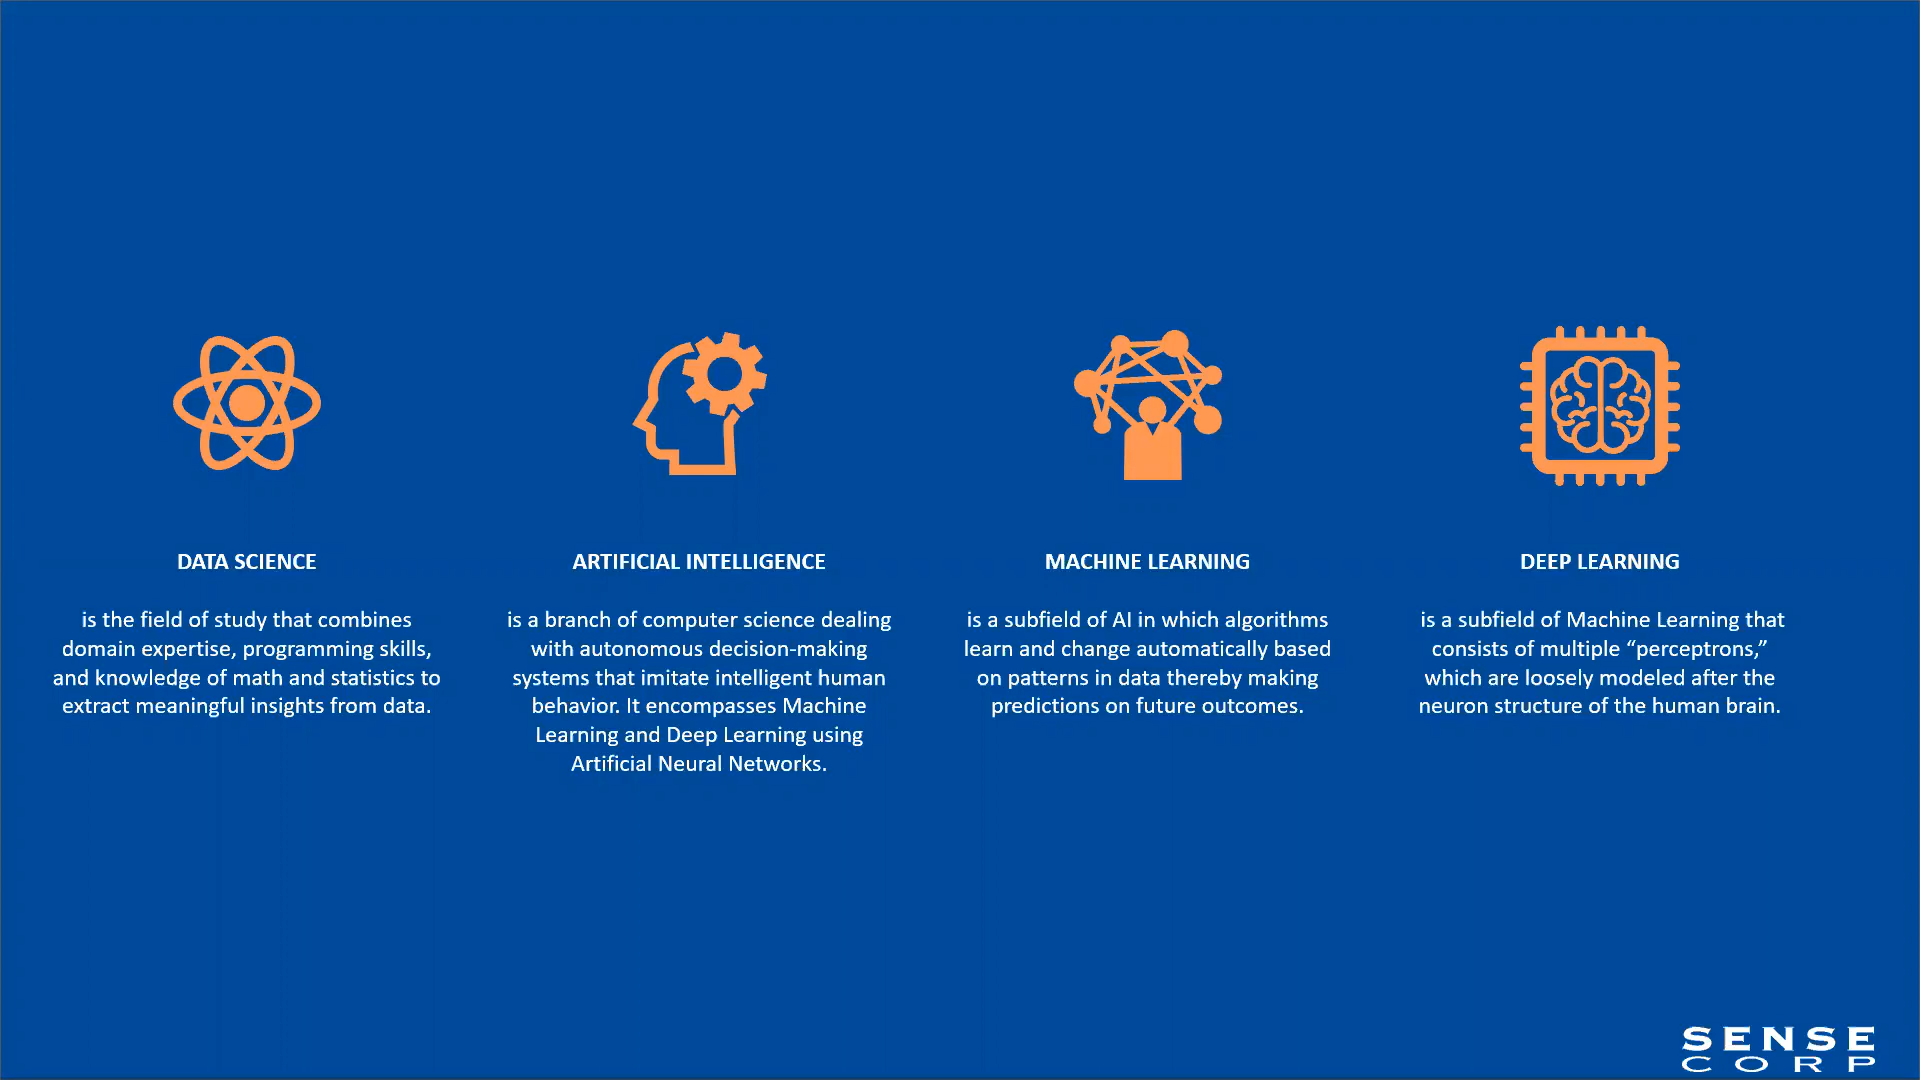 DATA SCIENCE
is the field of study that combines
domain expertise, programming skills,
and knowledge of math and statistics to
extract meaningful insights from data.
ARTIFICIAL INTELLIGENCE
is a branch of computer science dealing
with autonomous decision-making
systems that imitate intelligent human
behavior. It encompasses Machine
Learning and Deep Learning using
Artificial Neural Networks.
MACHINE LEARNING
is a subfield of AI in which algorithms
learn and change automatically based
on patterns in data thereby making
predictions on future outcomes.
DEEP LEARNING
is a subfield of Machine Learning that
consists of multiple “perceptrons,”
which are loosely modeled after the
neuron structure of the human brain.
SENSE
CORP